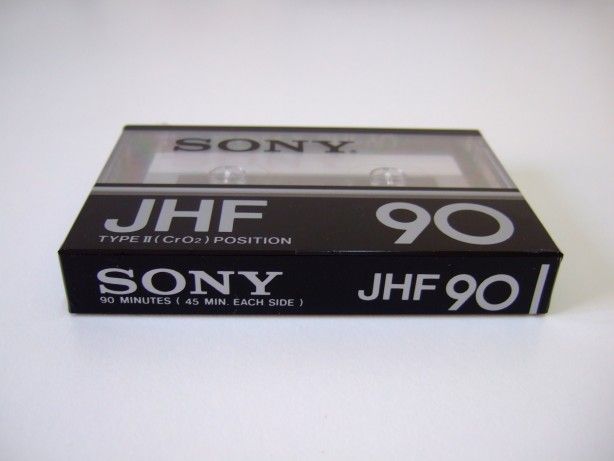 SONY®
JHF 90
TYPE II (CrO2) POSITION
SONY JHF 90
90 MINUTES ( 45 MIN. EACH SIDE )